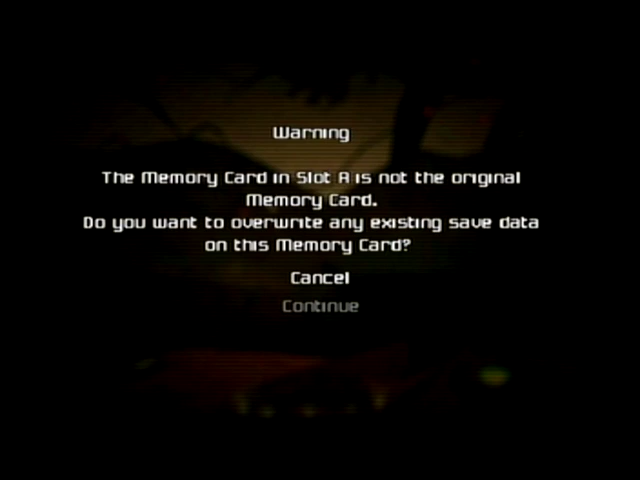 Warning
The Memory Card in Slot A is not the original
Memory Card.
Do you want to overwrite any existing save data
on this Memory Card?
Cancel
Continue